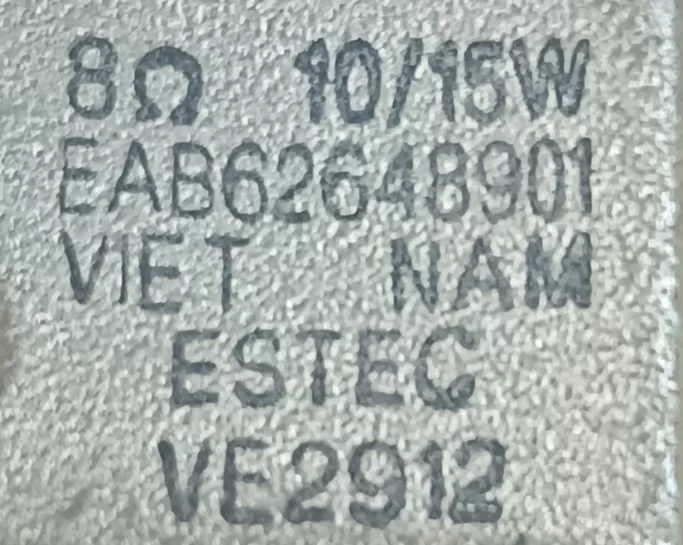 8Ω 10/15W
EAB62648901
VIET NAM
ESTEC
VE2912